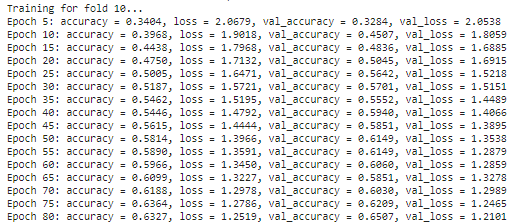 Training for fold 10...
Epoch 5: accuracy = 0.3404, loss = 2.0679, val_accuracy = 0.3284, val_loss = 2.0538
Epoch 10: accuracy = 0.3968, loss = 1.9018, val_accuracy = 0.4507, val_loss = 1.8059
Epoch 15: accuracy = 0.4438, loss = 1.7968, val_accuracy = 0.4836, val_loss = 1.6885
Epoch 20: accuracy = 0.4750, loss = 1.7132, val_accuracy = 0.5045, val_loss = 1.6915
Epoch 25: accuracy = 0.5005, loss = 1.6471, val_accuracy = 0.5642, val_loss = 1.5218
Epoch 30: accuracy = 0.5187, loss = 1.5721, val_accuracy = 0.5701, val_loss = 1.5151
Epoch 35: accuracy = 0.5462, loss = 1.5195, val_accuracy = 0.5552, val_loss = 1.4489
Epoch 40: accuracy = 0.5446, loss = 1.4792, val_accuracy = 0.5940, val_loss = 1.4066
Epoch 45: accuracy = 0.5615, loss = 1.4444, val_accuracy = 0.5851, val_loss = 1.3895
Epoch 50: accuracy = 0.5814, loss = 1.3966, val_accuracy = 0.6149, val_loss = 1.3538
Epoch 55: accuracy = 0.5890, loss = 1.3591, val_accuracy = 0.6149, val_loss = 1.2879
Epoch 60: accuracy = 0.5966, loss = 1.3450, val_accuracy = 0.6060, val_loss = 1.2859
Epoch 65: accuracy = 0.6099, loss = 1.3227, val_accuracy = 0.5851, val_loss = 1.3278
Epoch 70: accuracy = 0.6188, loss = 1.2978, val_accuracy = 0.6030, val_loss = 1.2989
Epoch 75: accuracy = 0.6364, loss = 1.2786, val_accuracy = 0.6209, val_loss = 1.2465
Epoch 80: accuracy = 0.6327, loss = 1.2519, val_accuracy = 0.6507, val_loss = 1.2101